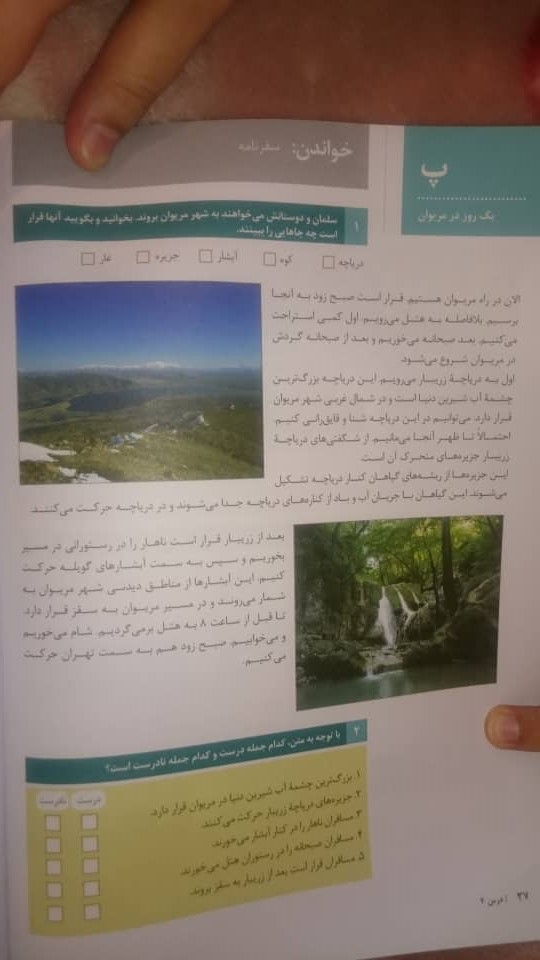 پ
یک روز در مریوان
خواندن: سفرنامه
۱ سلمان و دوستانش می‌خواهند به شهر مریوان بروند. بخوانید و بگویید آنها قرار
است چه جاهایی را ببینند.
دریاچه کوه آبشار جزیره غار
الان در راه مریوان هستیم. قرار است صبح زود به آنجا
برسیم. بلافاصله به هتل می‌رویم. اول کمی استراحت
می‌کنیم. بعد صبحانه می‌خوریم و بعد از صبحانه گردش
در مریوان شروع می‌شود.
اول به دریاچهٔ زریبار می‌رویم. این دریاچه بزرگ‌ترین
چشمهٔ آب شیرین دنیا است و در شمال غربی شهر مریوان
قرار دارد. می‌توانیم در این دریاچه شنا و قایق‌رانی کنیم.
احتمالاً تا ظهر آنجا می‌مانیم. از شگفتی‌های دریاچهٔ
زریبار جزیره‌های متحرک آن است.
این جزیره‌ها از ریشه‌های گیاهان کنار دریاچه تشکیل
می‌شوند. این گیاهان با جریان آب و باد از کناره‌های دریاچه جدا می‌شوند و در دریاچه حرکت می‌کنند.
بعد از زریبار قرار است ناهار را در رستورانی در مسیر
بخوریم و سپس به سمت آبشارهای گویله حرکت
کنیم. این آبشارها از مناطق دیدنی شهر مریوان به
شمار می‌روند و در مسیر مریوان به سقز قرار دارد.
تا قبل از ساعت ۸ به هتل برمی‌گردیم. شام می‌خوریم
و می‌خوابیم. صبح زود هم به سمت تهران حرکت
می‌کنیم.
۲ با توجه به متن، کدام جمله درست و کدام جمله نادرست است؟
درست نادرست
۱. بزرگ‌ترین چشمهٔ آب شیرین دنیا در مریوان قرار دارد.
۲. جزیره‌های دریاچهٔ زریبار حرکت می‌کنند.
۳. مسافران ناهار را در کنار آبشار می‌خورند.
۴. مسافران صبحانه را در رستوران هتل می‌خورند.
۵. مسافران قرار است بعد از زریبار به سقز بروند.
۳۷ | درس ۲